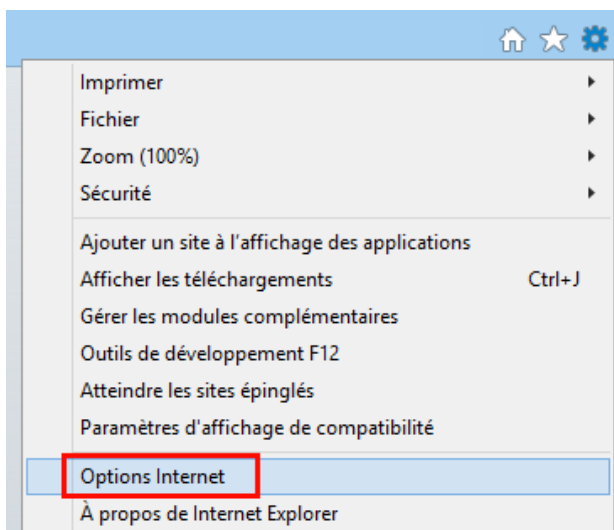 Imprimer
Fichier
Zoom (100%)
Sécurité
Ajouter un site à l'affichage des applications
Afficher les téléchargements Ctrl+J
Gérer les modules complémentaires
Outils de développement F12
Atteindre les sites épinglés
Paramètres d'affichage de compatibilité
Options Internet
À propos de Internet Explorer